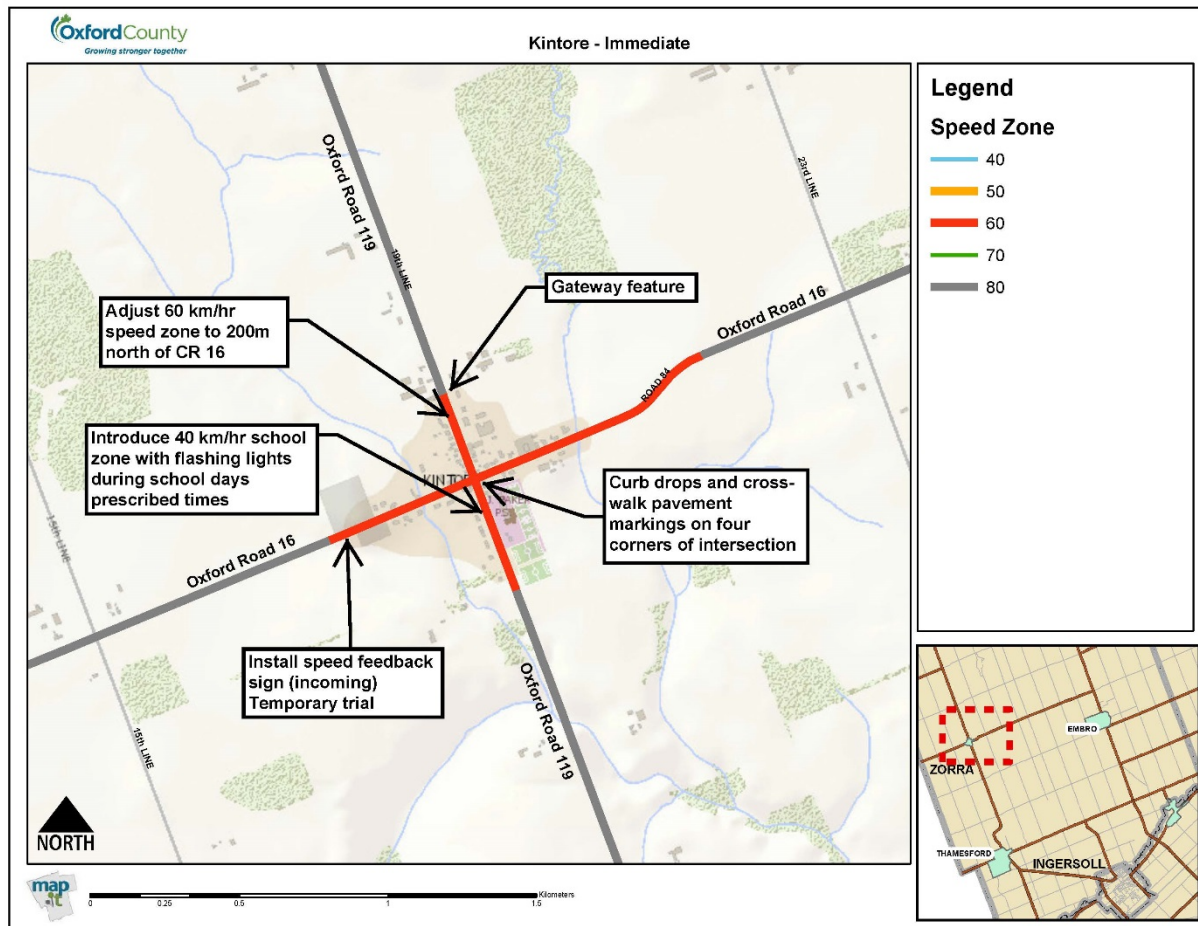 OxfordCounty
Growing stronger together
Kintore - Immediate
Legend
Speed Zone
40
50
60
70
80
Oxford Road 119
19th LINE
23rd LINE
Gateway feature
Adjust 60 km/hr
speed zone to 200m
north of CR 16
Oxford Road 16
ROAD 84
Introduce 40 km/hr school
zone with flashing lights
during school days
prescribed times
Curb drops and cross-
walk pavement
markings on four
corners of intersection
15th LINE
Oxford Road 16
Install speed feedback
sign (incoming)
Temporary trial
15th LINE
Oxford Road 119
NORTH
map
it
Kilometers
0
0.25
0.5
1
1.5
EMBRO
ZORRA
THAMESFORD
INGERSOLL